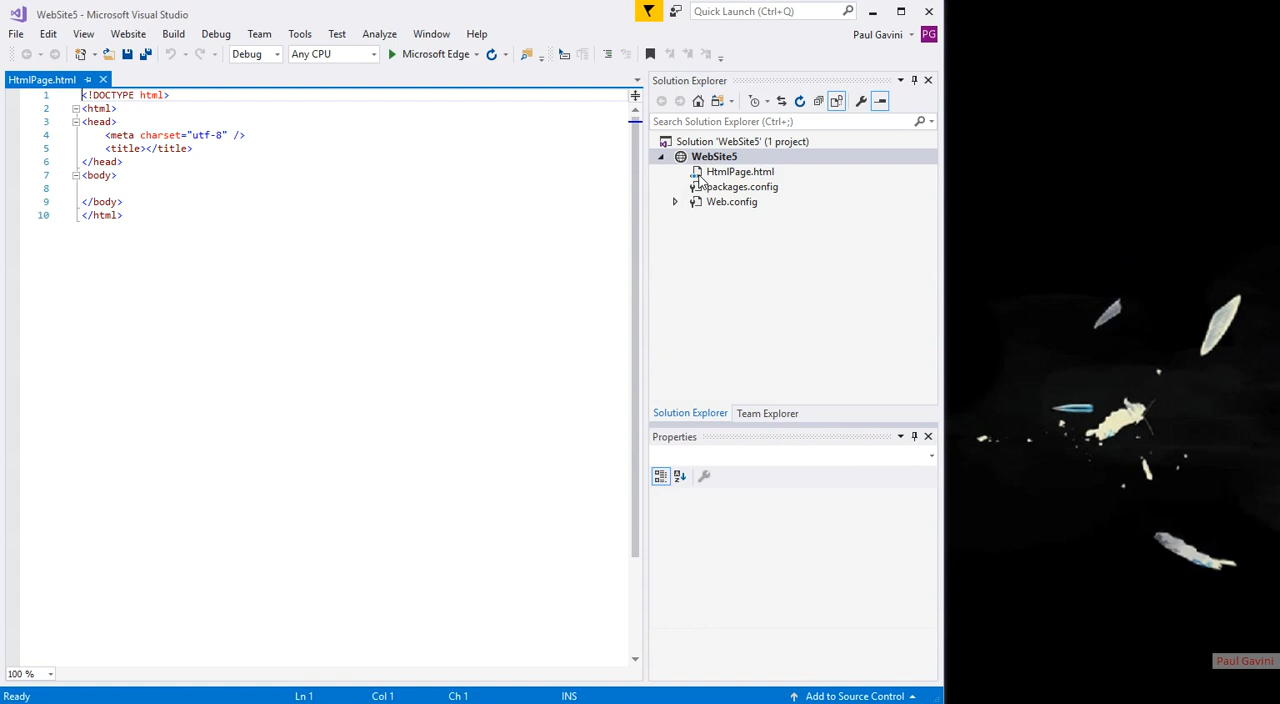 WebSite5 - Microsoft Visual Studio
Quick Launch (Ctrl+Q)
File Edit View Website Build Debug Team Tools Test Analyze Window Help
Paul Gavini PG
Debug Any CPU Microsoft Edge
HtmlPage.html
1 <!DOCTYPE html>
2 <html>
3 <head>
4 <meta charset="utf-8" />
5 <title></title>
6 </head>
7 <body>
8
9 </body>
10 </html>
100 %
Solution Explorer
Search Solution Explorer (Ctrl+;)
Solution 'WebSite5' (1 project)
WebSite5
HtmlPage.html
packages.config
Web.config
Solution Explorer Team Explorer
Properties
Ready Ln 1 Col 1 Ch 1 INS Add to Source Control
Paul Gavini